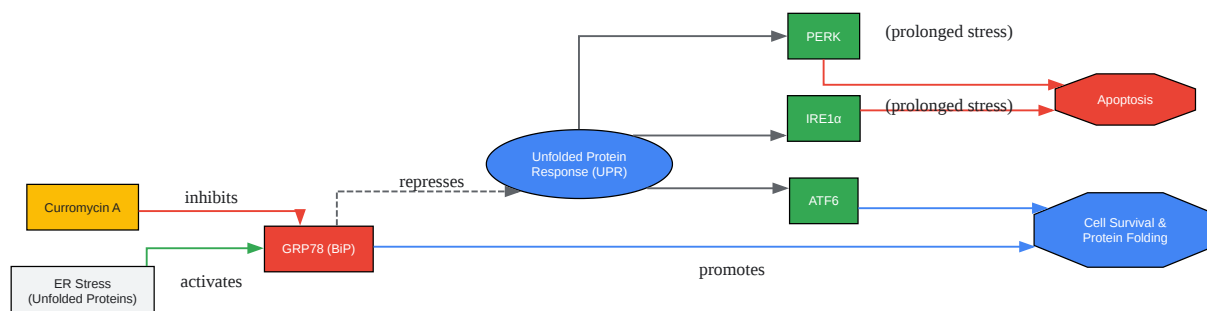 PERK
(prolonged stress)
Apoptosis
IRE1α
(prolonged stress)
Unfolded Protein
Response (UPR)
represses
Curromycin A
inhibits
ATF6
Cell Survival &
Protein Folding
GRP78 (BiP)
promotes
ER Stress
(Unfolded Proteins)
activates